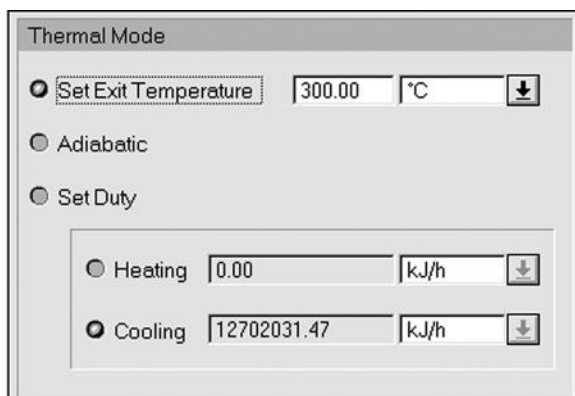 Thermal Mode
Set Exit Temperature 300.00 °C
Adiabatic
Set Duty
Heating 0.00 kJ/h
Cooling 12702031.47 kJ/h